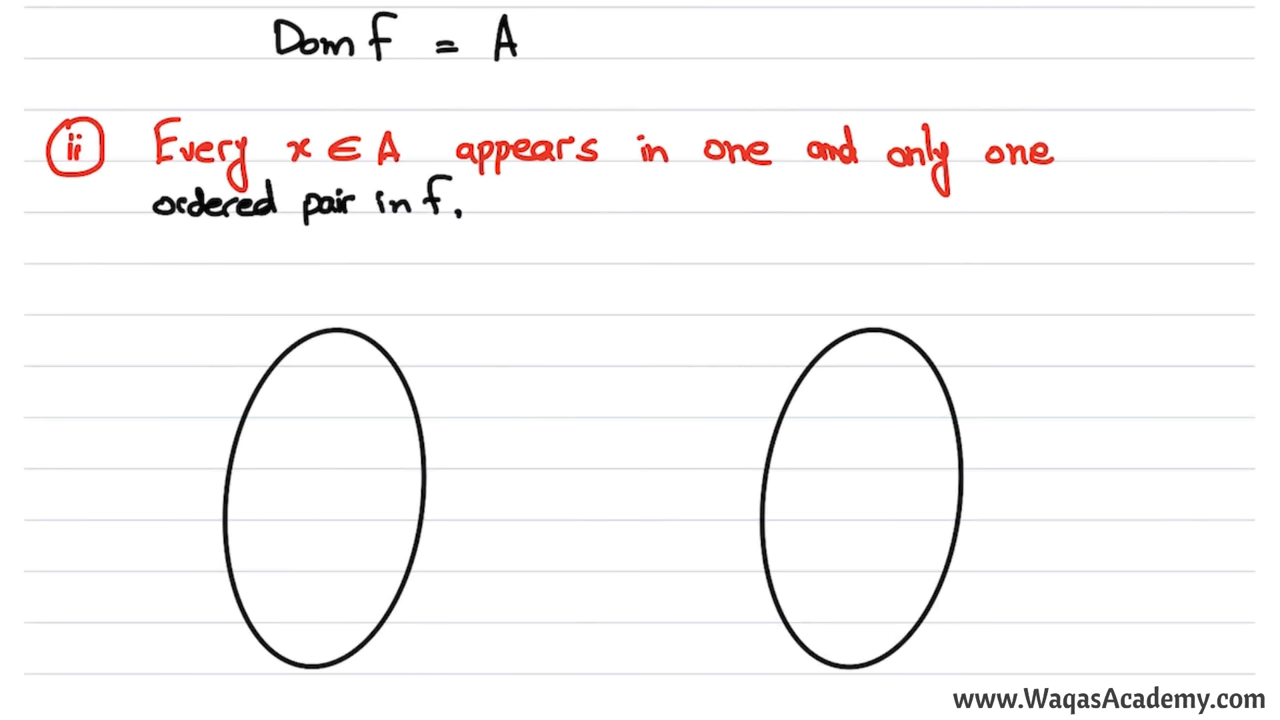 Dom f = A
ii Every x ∈ A appears in one and only one
ordered pair in f.
www.WaqasAcademy.com